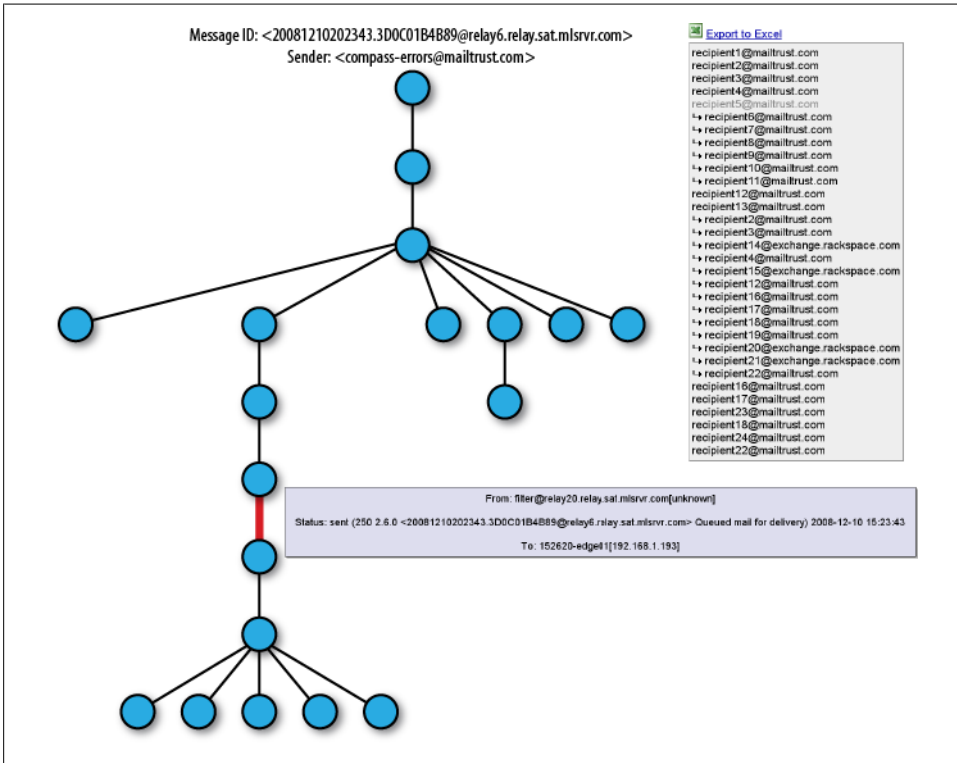 Message ID: <20081210202343.3D0C01B4B89@relay6.relay.sat.mlsrvr.com>
Sender: <compass-errors@mailtrust.com>
Export to Excel
recipient1@mailtrust.com
recipient2@mailtrust.com
recipient3@mailtrust.com
recipient4@mailtrust.com
recipient5@mailtrust.com
↳ recipient6@mailtrust.com
↳ recipient7@mailtrust.com
↳ recipient8@mailtrust.com
↳ recipient9@mailtrust.com
↳ recipient10@mailtrust.com
↳ recipient11@mailtrust.com
recipient12@mailtrust.com
recipient13@mailtrust.com
↳ recipient2@mailtrust.com
↳ recipient3@mailtrust.com
↳ recipient14@exchange.rackspace.com
↳ recipient4@mailtrust.com
↳ recipient15@exchange.rackspace.com
↳ recipient12@mailtrust.com
↳ recipient16@mailtrust.com
↳ recipient17@mailtrust.com
↳ recipient18@mailtrust.com
↳ recipient19@mailtrust.com
↳ recipient20@exchange.rackspace.com
↳ recipient21@exchange.rackspace.com
↳ recipient22@mailtrust.com
recipient16@mailtrust.com
recipient17@mailtrust.com
recipient23@mailtrust.com
recipient18@mailtrust.com
recipient24@mailtrust.com
recipient22@mailtrust.com
From: filter@relay20.relay.sat.mlsrvr.com[unknown]
Status: sent (250 2.6.0 <20081210202343.3D0C01B4B89@relay6.relay.sat.mlsrvr.com> Queued mail for delivery) 2008-12-10 15:23:43
To: 152620-edge01[192.168.1.193]